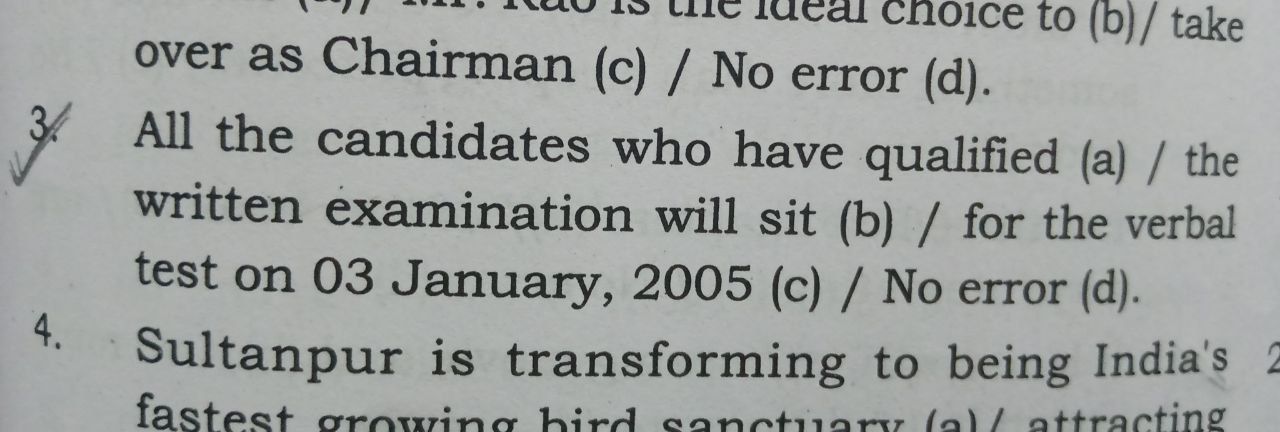 (a)/ Mr. Rao is the ideal choice to (b)/ take
over as Chairman (c) / No error (d).
3. All the candidates who have qualified (a) / the
written examination will sit (b) / for the verbal
test on 03 January, 2005 (c) / No error (d).
4. Sultanpur is transforming to being India's 2
fastest growing bird sanctuary (a)/ attracting